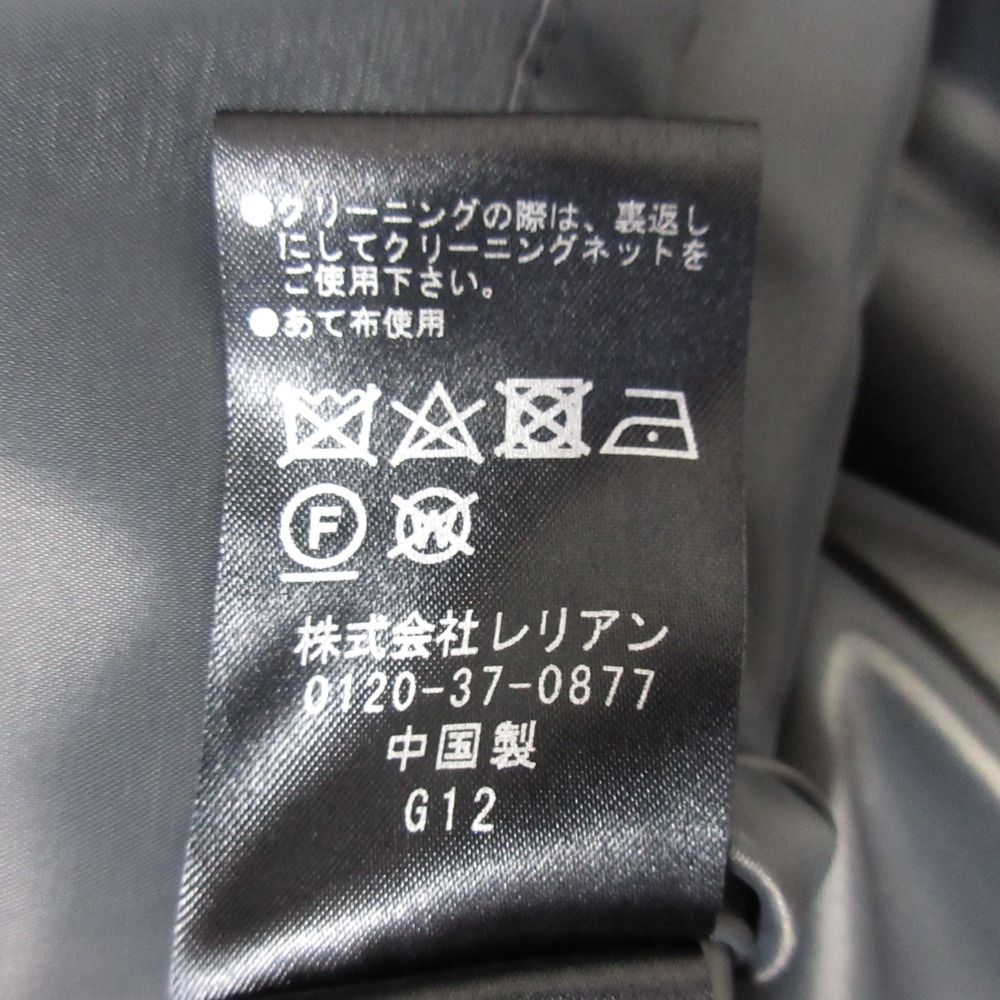 ●クリーニングの際は、裏返し
にしてクリーニングネットを
ご使用下さい。
●あて布使用
F
W
株式会社レリアン
0120-37-0877
中国製
G12